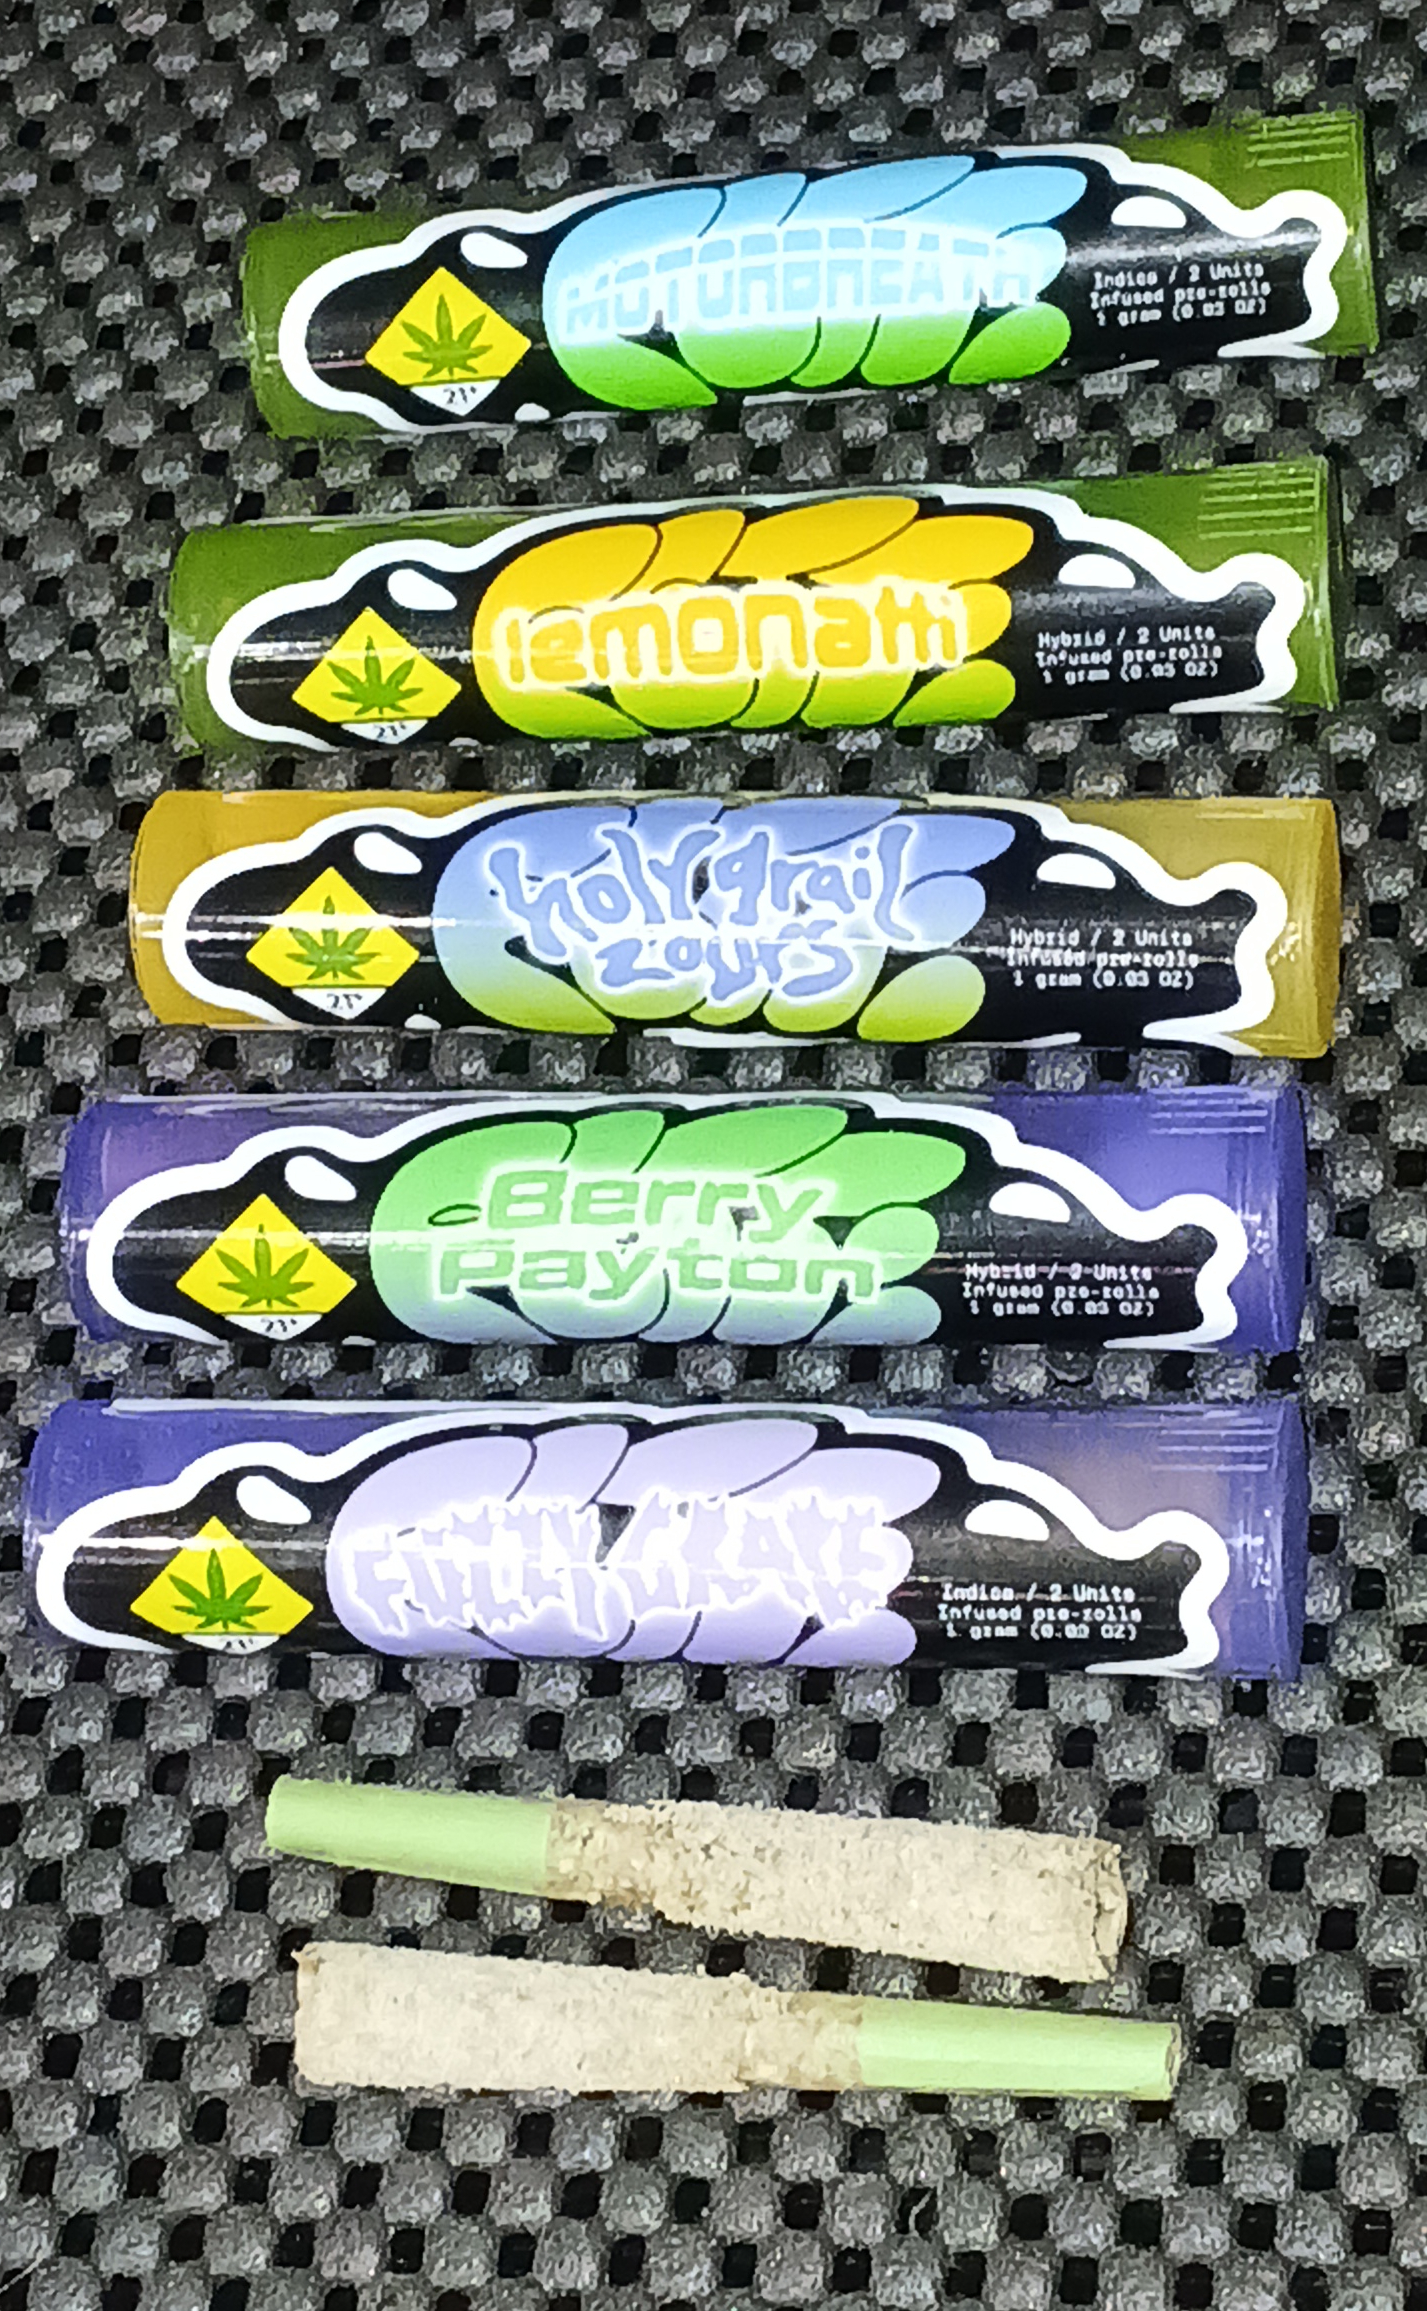 MOTORBREATH
Indica / 2 Units
Infused pre-rolls
1 gram (0.03 OZ)
21+
lemonatti
Hybrid / 2 Units
Infused pre-rolls
1 gram (0.03 OZ)
21+
holy grail
zours
Hybrid / 2 Units
Infused pre-rolls
1 gram (0.03 OZ)
21+
Berry
Payton
Hybrid / 2 Units
Infused pre-rolls
1 gram (0.03 OZ)
21+
FUZZY GRAPE
Indica / 2 Units
Infused pre-rolls
1 gram (0.03 OZ)
21+